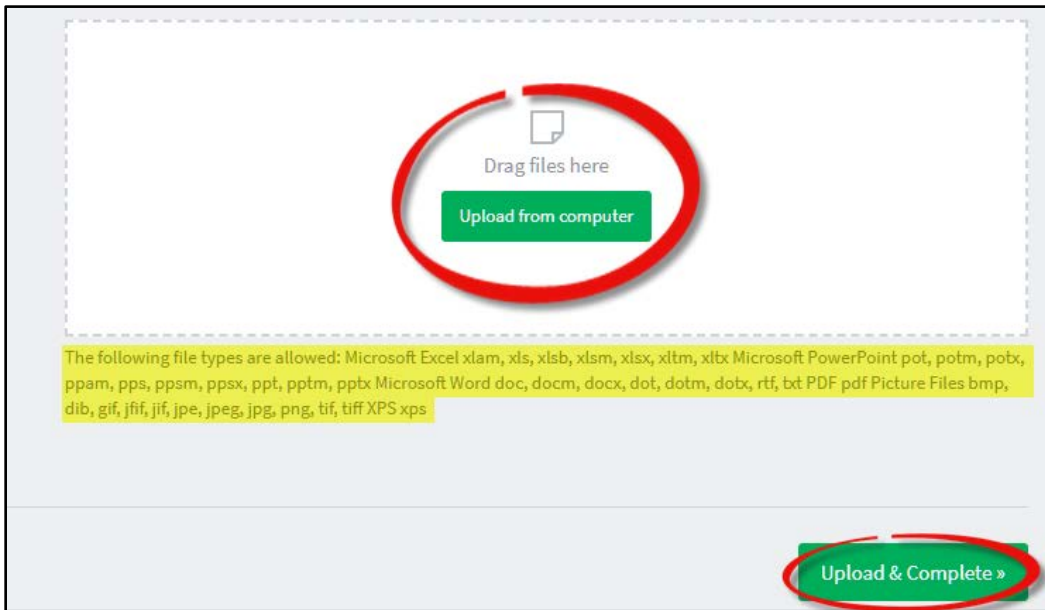 Drag files here
Upload from computer
The following file types are allowed: Microsoft Excel xlam, xls, xlsb, xlsm, xlsx, xltm, xltx Microsoft PowerPoint pot, potm, potx,
ppam, pps, ppsm, ppsx, ppt, pptm, pptx Microsoft Word doc, docm, docx, dot, dotm, dotx, rtf, txt PDF pdf Picture Files bmp,
dib, gif, jfif, jif, jpe, jpeg, jpg, png, tif, tiff XPS xps
Upload & Complete »